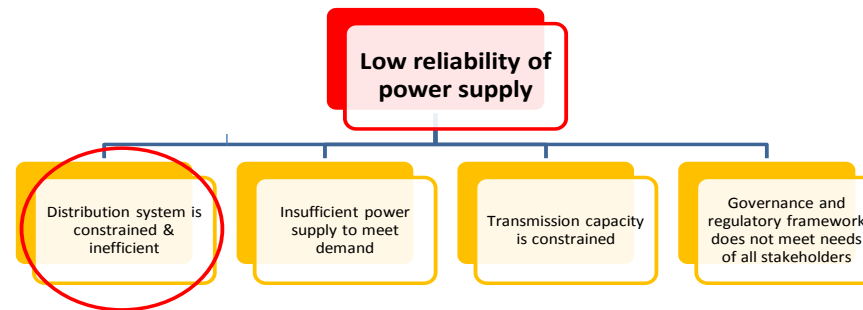 Low reliability of
power supply
Distribution system is
constrained &
inefficient
Insufficient power
supply to meet
demand
Transmission capacity
is constrained
Governance and
regulatory framework
does not meet needs
of all stakeholders